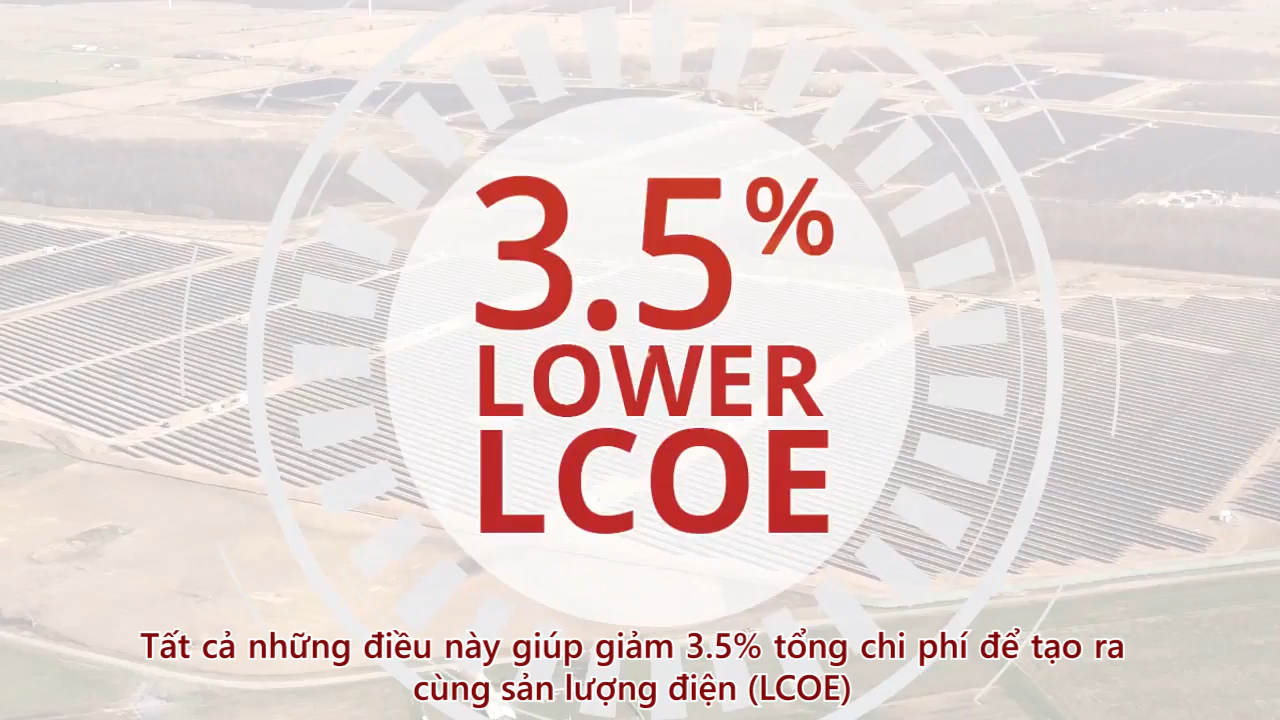 3.5%
LOWER
LCOE
Tất cả những điều này giúp giảm 3.5% tổng chi phí để tạo ra
cùng sản lượng điện (LCOE)